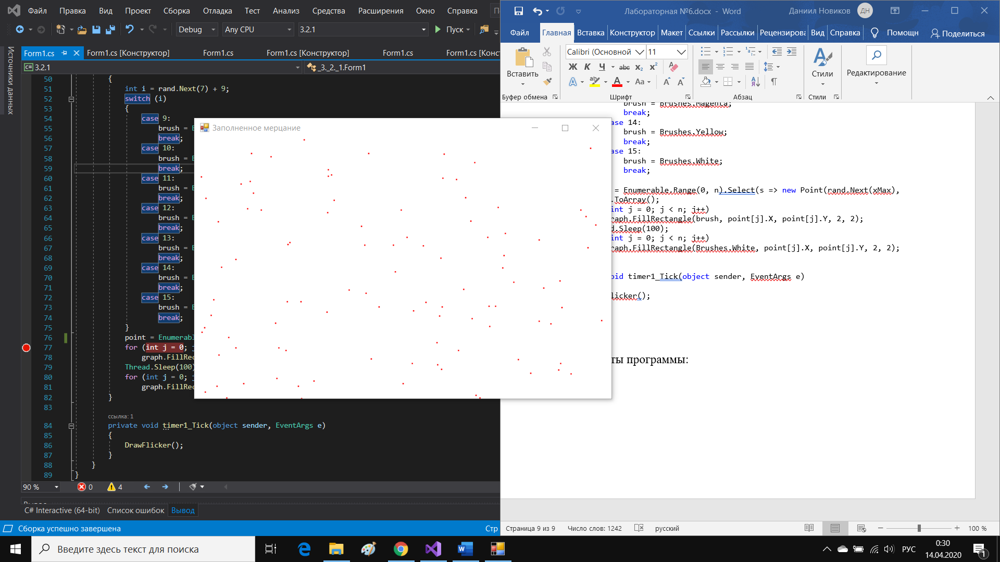 Файл Правка Вид Проект Сборка Отладка Тест Анализ Средства Расширения Окно Справка
Debug Any CPU 3.2.1 Пуск
Form1.cs Form1.cs [Конструктор] Form1.cs Form1.cs [Конструктор] Form1.cs Form1.cs [Конст
C# 3.2.1 _3._2._1.Form1
Источники данных
50 {
51 int i = rand.Next(7) + 9;
52 switch (i)
53 {
54 case 9:
55 brush =
56 break;
57 case 10:
58 brush =
59 break;
60 case 11:
61 brush =
62 break;
63 case 12:
64 brush =
65 break;
66 case 13:
67 brush =
68 break;
69 case 14:
70 brush =
71 break;
72 case 15:
73 brush =
74 break;
75 }
76 point = Enumerabl
77 for (int j = 0;
78 graph.FillRec
79 Thread.Sleep(100)
80 for (int j = 0;
81 graph.FillRec
82 }
83
ссылка: 1
84 private void timer1_Tick(object sender, EventArgs e)
85 {
86 DrawFlicker();
87 }
88 }
89 }
90 % 0 4
C# Interactive (64-bit) Список ошибок Вывод
Сборка успешно завершена Стр
Заполненное мерцание
Лабораторная №6.docx - Word Даниил Новиков ДН
Файл Главная Вставка Конструктор Макет Ссылки Рассылки Рецензирова Вид Справка Помощн Поделиться
Вставить
Calibri (Основной 11
Ж К Ч abc x₂ x²
A ab A Aa A A
Стили
Редактирование
Буфер обмена Шрифт Абзац Стили
brush = Brushes.Magenta;
break;
ase 14:
brush = Brushes.Yellow;
break;
ase 15:
brush = Brushes.White;
break;
= Enumerable.Range(0, n).Select(s => new Point(rand.Next(xMax),
.ToArray();
int j = 0; j < n; j++)
raph.FillRectangle(brush, point[j].X, point[j].Y, 2, 2);
d.Sleep(100);
int j = 0; j < n; j++)
raph.FillRectangle(Brushes.White, point[j].X, point[j].Y, 2, 2);
oid timer1_Tick(object sender, EventArgs e)
licker();
ты программы:
Страница 9 из 9 Число слов: 1242 русский 100 %
Введите здесь текст для поиска
РУС
0:30
14.04.2020
1